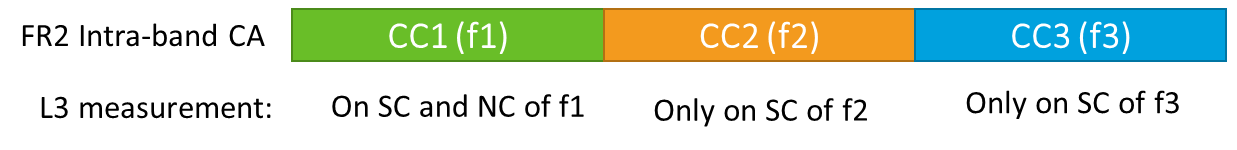 FR2 Intra-band CA CC1 (f1) CC2 (f2) CC3 (f3)
L3 measurement: On SC and NC of f1 Only on SC of f2 Only on SC of f3